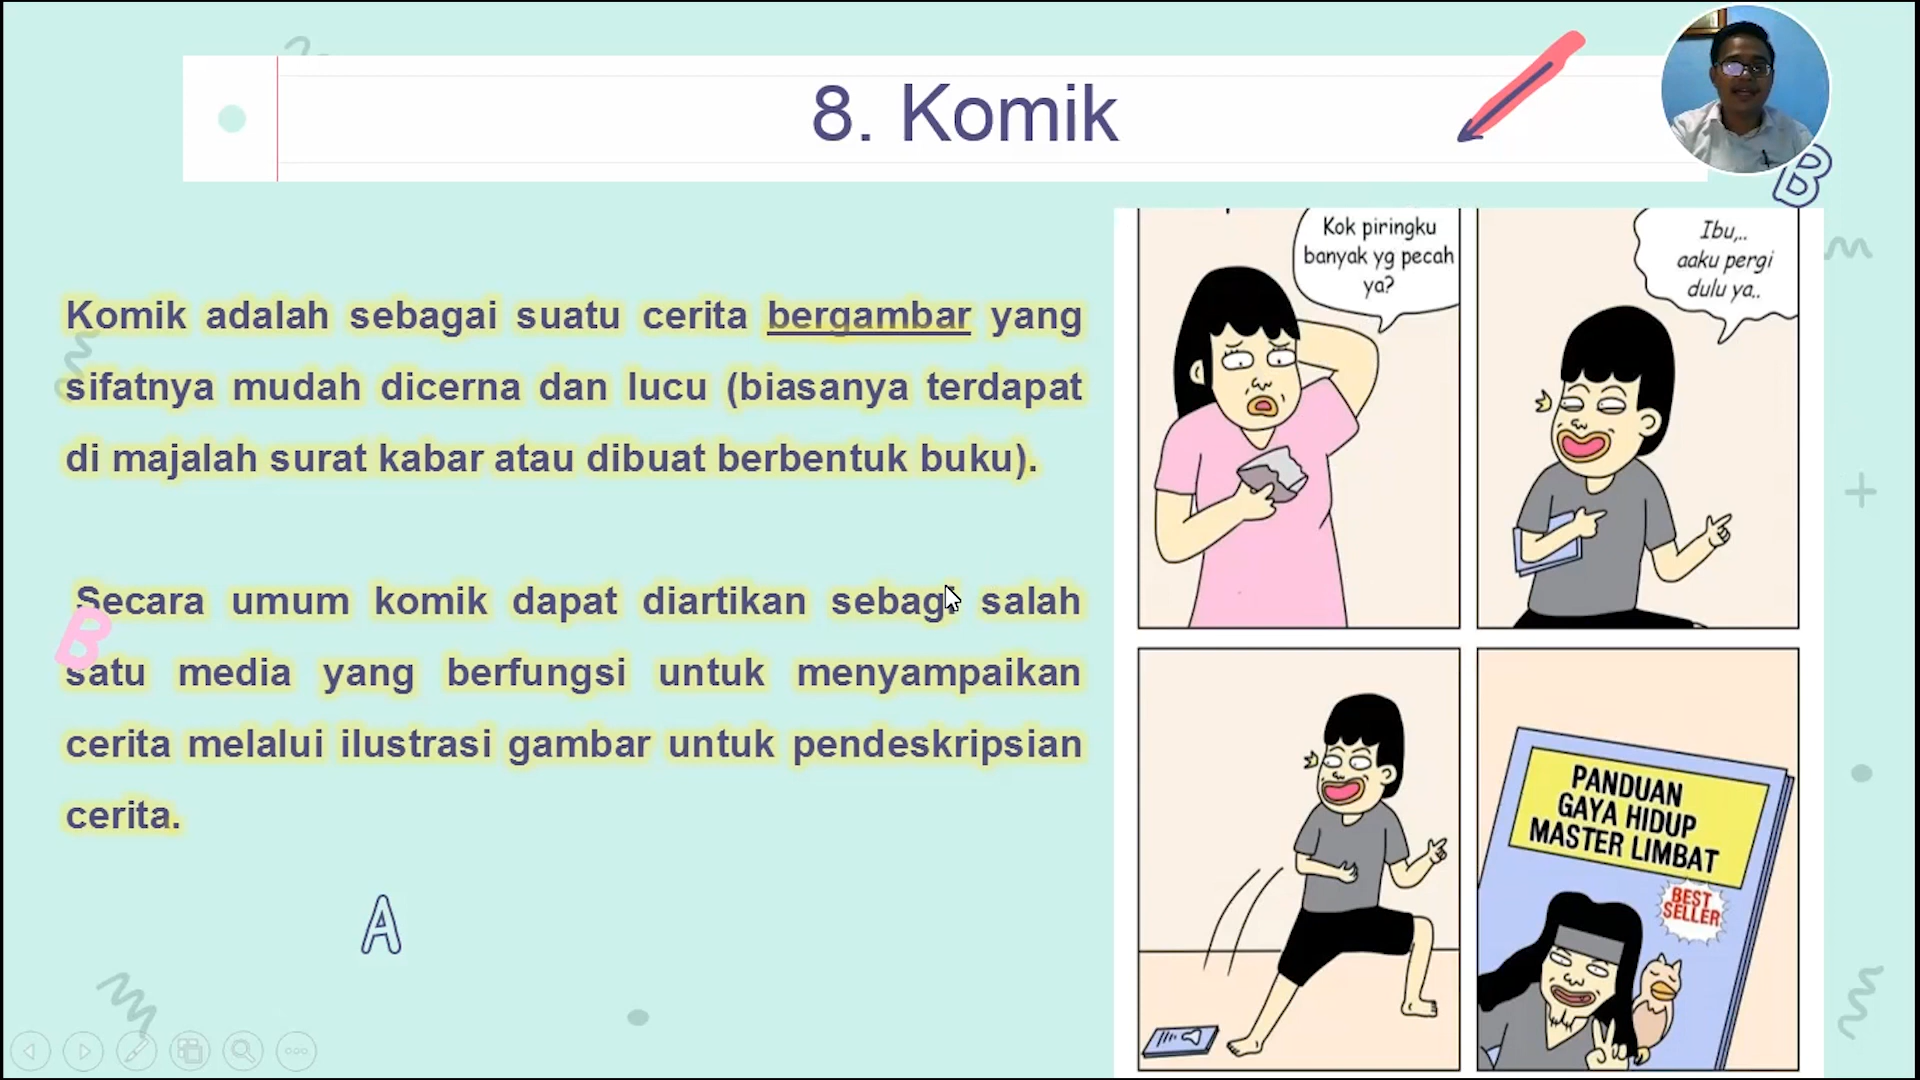 8. Komik
B
Komik adalah sebagai suatu cerita bergambar yang
sifatnya mudah dicerna dan lucu (biasanya terdapat
di majalah surat kabar atau dibuat berbentuk buku).
Secara umum komik dapat diartikan sebagi salah
satu media yang berfungsi untuk menyampaikan
cerita melalui ilustrasi gambar untuk pendeskripsian
cerita.
B
A
Kok piringku
banyak yg pecah
ya?
Ibu,..
aaku pergi
dulu ya..
PANDUAN
GAYA HIDUP
MASTER LIMBAT
BEST
SELLER